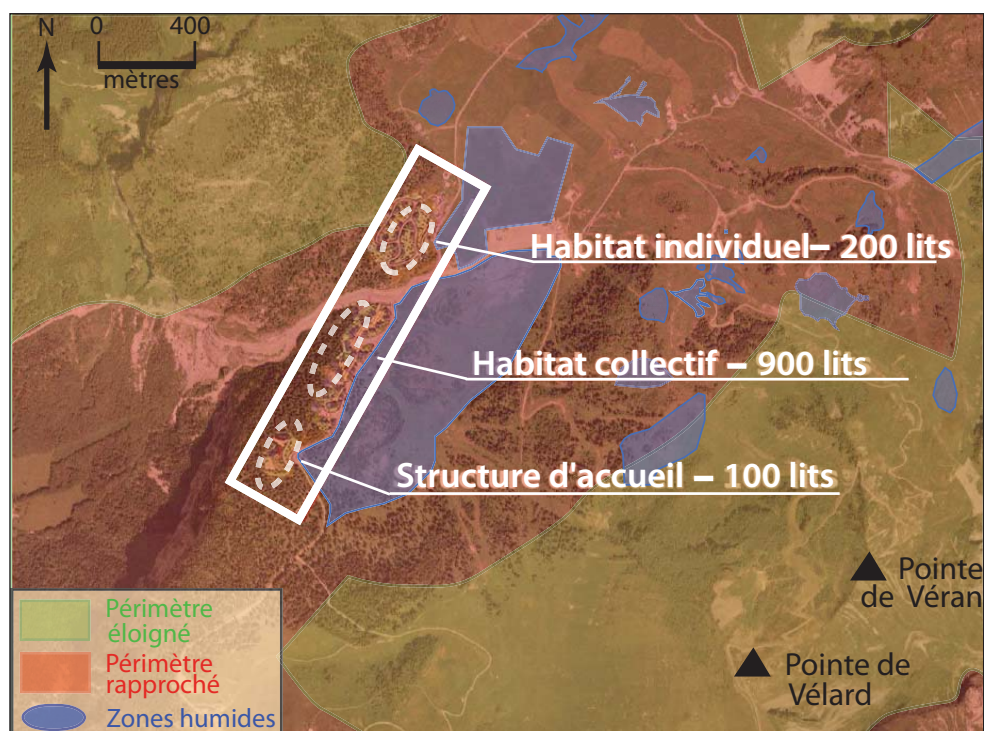 N
0 400
mètres
Habitat individuel– 200 lits
Habitat collectif – 900 lits
Structure d'accueil – 100 lits
Pointe
de Véran
Pointe de
Vélard
Périmètre
éloigné
Périmètre
rapproché
Zones humides